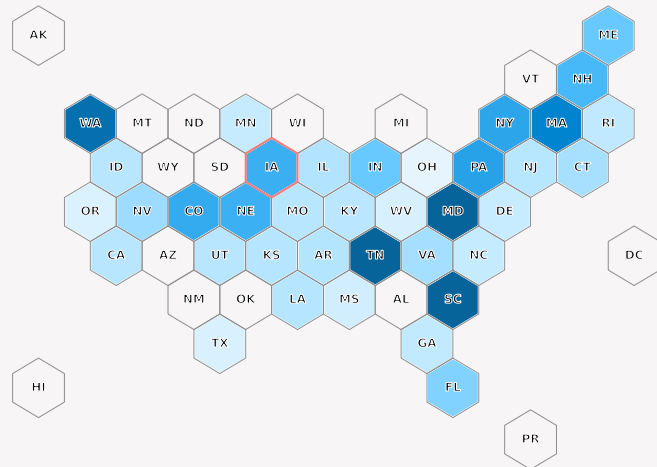 AK
ME
VT NH
WA MT ND MN WI MI NY MA RI
ID WY SD IA IL IN OH PA NJ CT
OR NV CO NE MO KY WV MD DE
CA AZ UT KS AR TN VA NC DC
NM OK LA MS AL SC
TX GA
HI FL
PR